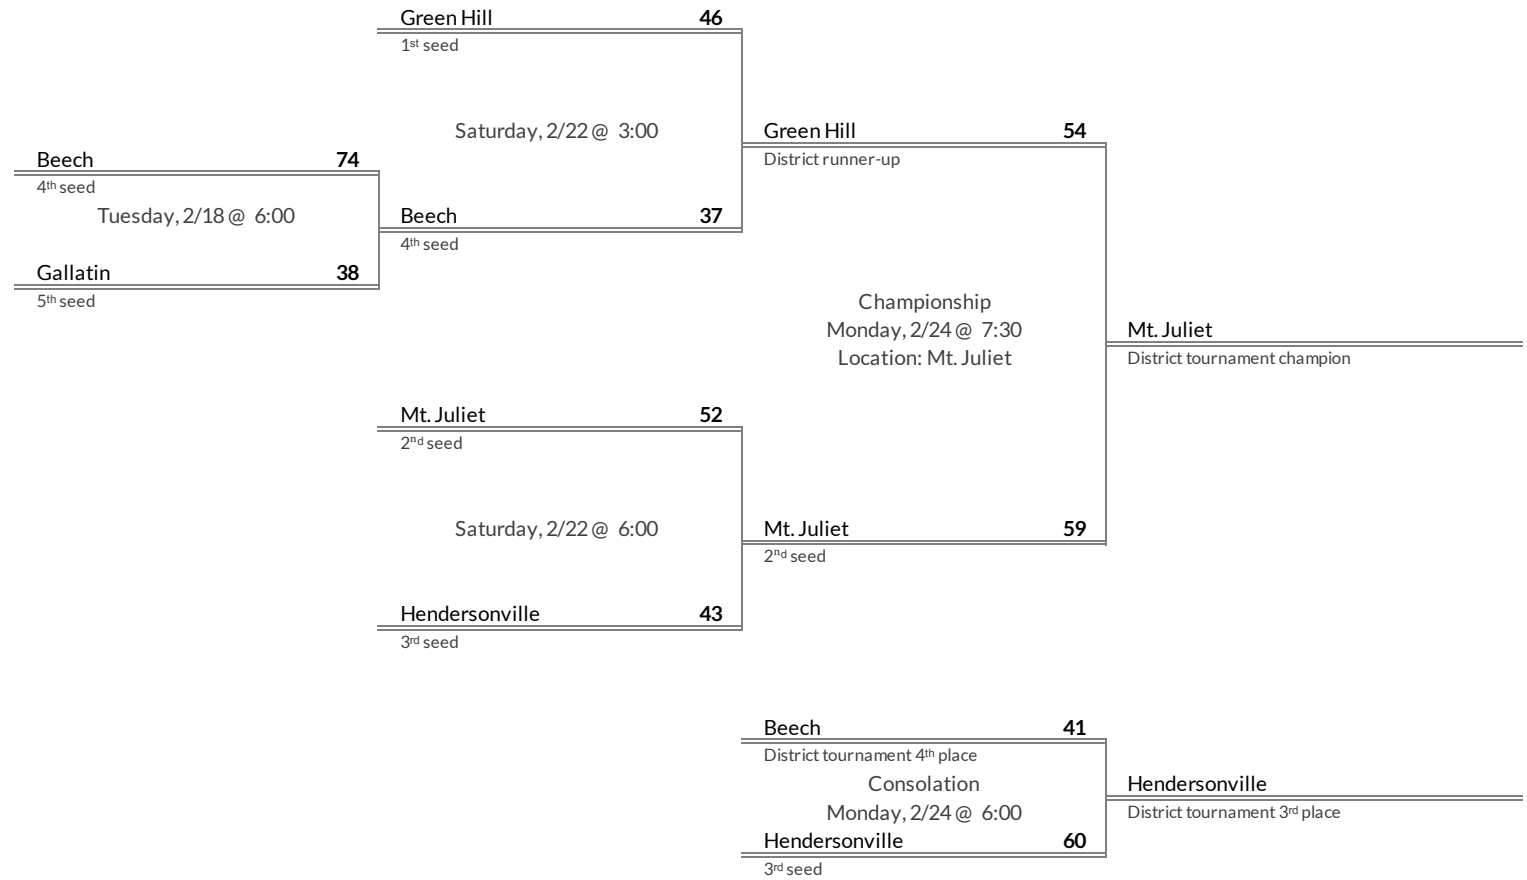 Green Hill 46
1st seed
Saturday, 2/22 @ 3:00
Green Hill 54
District runner-up
Beech 74
4th seed
Tuesday, 2/18 @ 6:00
Beech 37
4th seed
Gallatin 38
5th seed
Championship
Monday, 2/24 @ 7:30
Location: Mt. Juliet
Mt. Juliet
District tournament champion
Mt. Juliet 52
2nd seed
Saturday, 2/22 @ 6:00
Mt. Juliet 59
2nd seed
Hendersonville 43
3rd seed
Beech 41
District tournament 4th place
Consolation
Monday, 2/24 @ 6:00
Hendersonville
District tournament 3rd place
Hendersonville 60
3rd seed